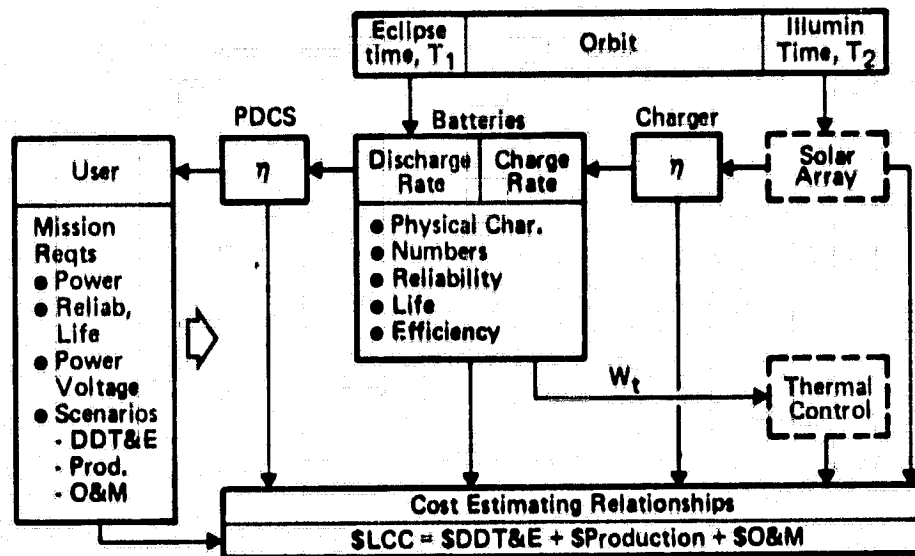 Eclipse
time, T1
Orbit
Illumin
Time, T2
PDCS
Batteries
Charger
User
η
Discharge
Rate
Charge
Rate
η
Solar
Array
Mission
Reqts
● Power
● Reliab,
Life
● Power
Voltage
● Scenarios
- DDT&E
- Prod.
- O&M
● Physical Char.
● Numbers
● Reliability
● Life
● Efficiency
Wt
Thermal
Control
Cost Estimating Relationships
$LCC = $DDT&E + $Production + $O&M